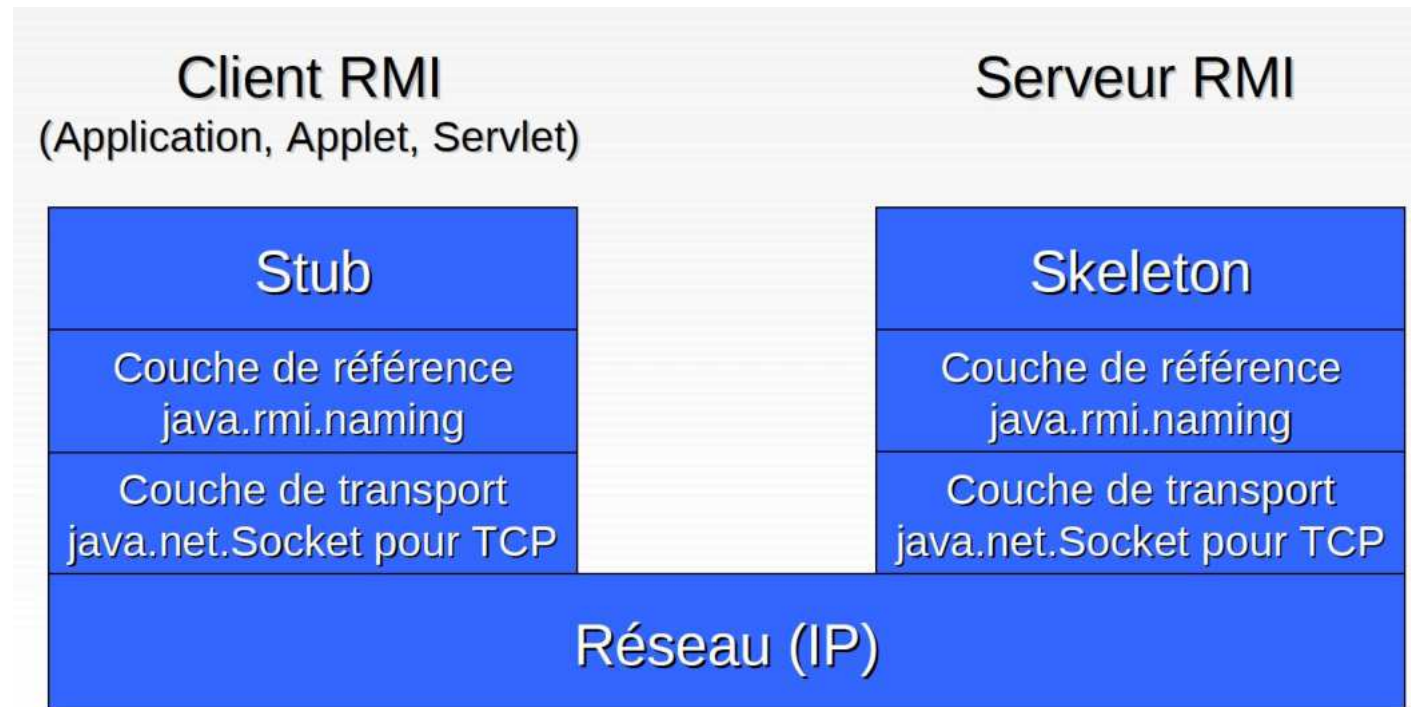 Client RMI
(Application, Applet, Servlet)
Serveur RMI
Stub
Couche de référence
java.rmi.naming
Couche de transport
java.net.Socket pour TCP
Skeleton
Couche de référence
java.rmi.naming
Couche de transport
java.net.Socket pour TCP
Réseau (IP)